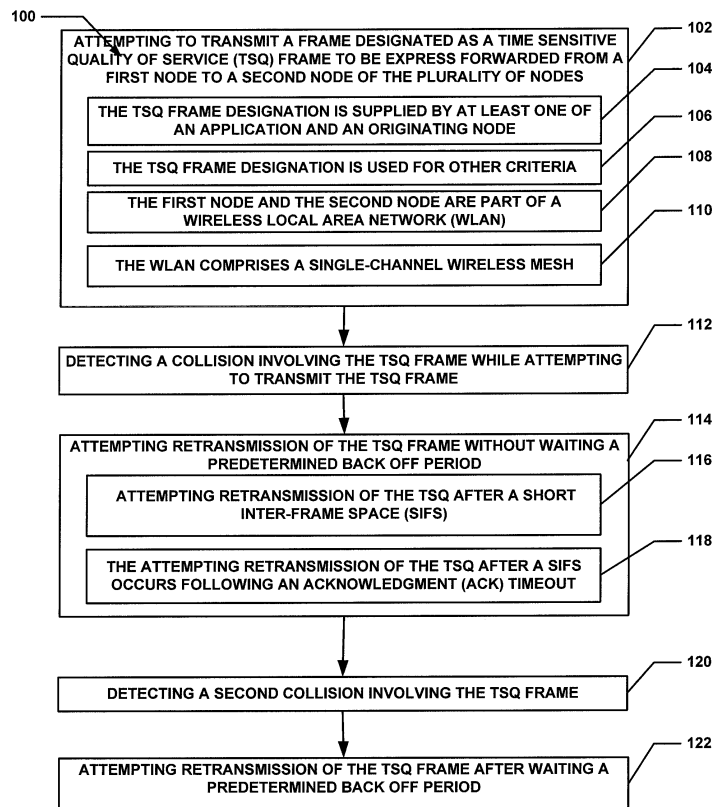 100
ATTEMPTING TO TRANSMIT A FRAME DESIGNATED AS A TIME SENSITIVE
QUALITY OF SERVICE (TSQ) FRAME TO BE EXPRESS FORWARDED FROM A
FIRST NODE TO A SECOND NODE OF THE PLURALITY OF NODES
102
THE TSQ FRAME DESIGNATION IS SUPPLIED BY AT LEAST ONE OF
AN APPLICATION AND AN ORIGINATING NODE
104
THE TSQ FRAME DESIGNATION IS USED FOR OTHER CRITERIA
106
THE FIRST NODE AND THE SECOND NODE ARE PART OF A
WIRELESS LOCAL AREA NETWORK (WLAN)
108
THE WLAN COMPRISES A SINGLE-CHANNEL WIRELESS MESH
110
DETECTING A COLLISION INVOLVING THE TSQ FRAME WHILE ATTEMPTING
TO TRANSMIT THE TSQ FRAME
112
ATTEMPTING RETRANSMISSION OF THE TSQ FRAME WITHOUT WAITING A
PREDETERMINED BACK OFF PERIOD
114
ATTEMPTING RETRANSMISSION OF THE TSQ AFTER A SHORT
INTER-FRAME SPACE (SIFS)
116
THE ATTEMPTING RETRANSMISSION OF THE TSQ AFTER A SIFS
OCCURS FOLLOWING AN ACKNOWLEDGMENT (ACK) TIMEOUT
118
DETECTING A SECOND COLLISION INVOLVING THE TSQ FRAME
120
ATTEMPTING RETRANSMISSION OF THE TSQ FRAME AFTER WAITING A
PREDETERMINED BACK OFF PERIOD
122